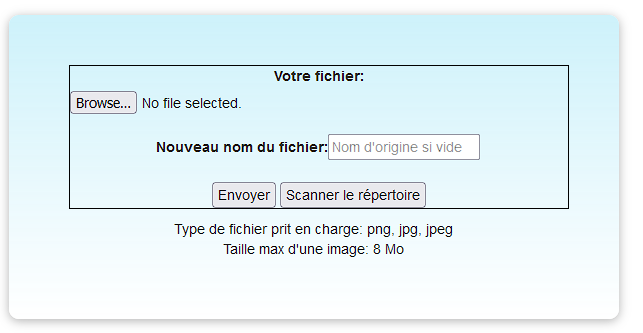 Votre fichier:
Browse... No file selected.
Nouveau nom du fichier: Nom d'origine si vide
Envoyer Scanner le répertoire
Type de fichier prit en charge: png, jpg, jpeg
Taille max d'une image: 8 Mo